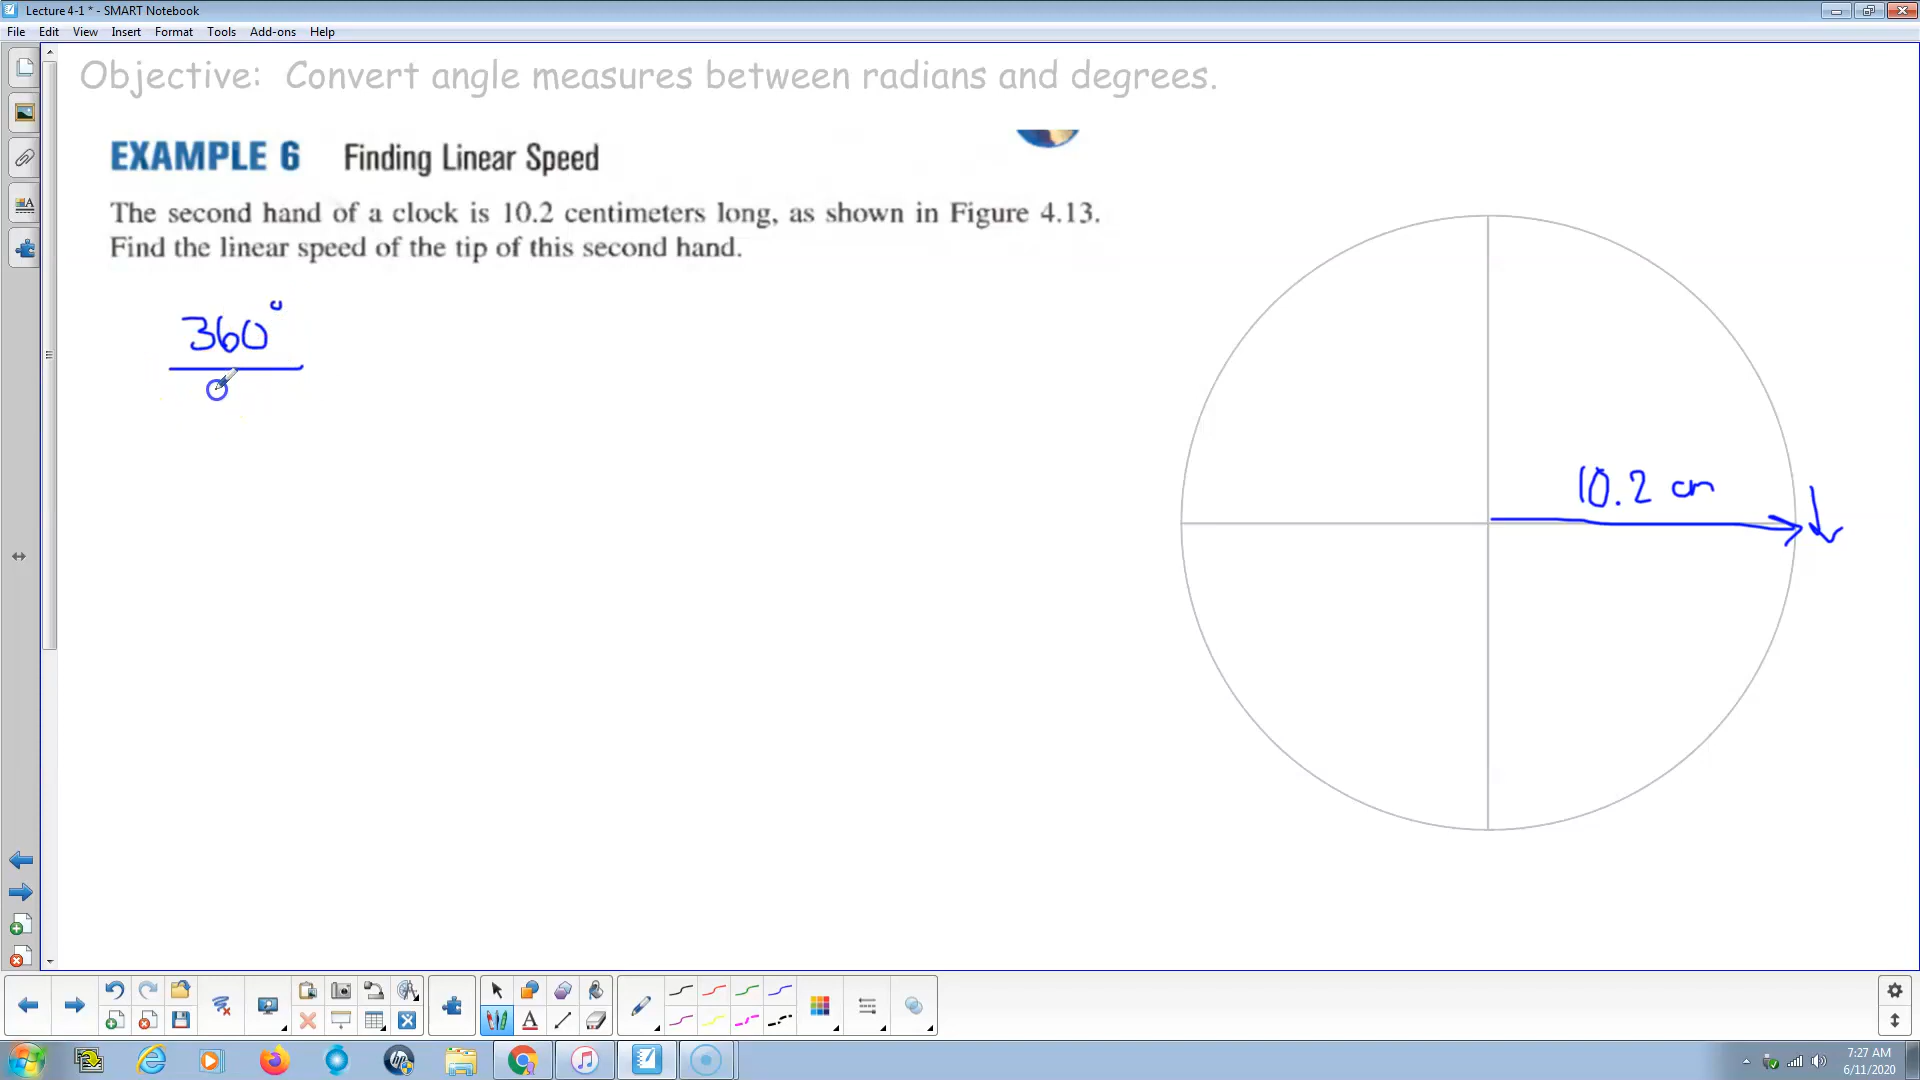 Lecture 4-1 * - SMART Notebook
File Edit View Insert Format Tools Add-ons Help
Objective: Convert angle measures between radians and degrees.
EXAMPLE 6 Finding Linear Speed
The second hand of a clock is 10.2 centimeters long, as shown in Figure 4.13.
Find the linear speed of the tip of this second hand.
360°
10.2 cm
7:27 AM
6/11/2020